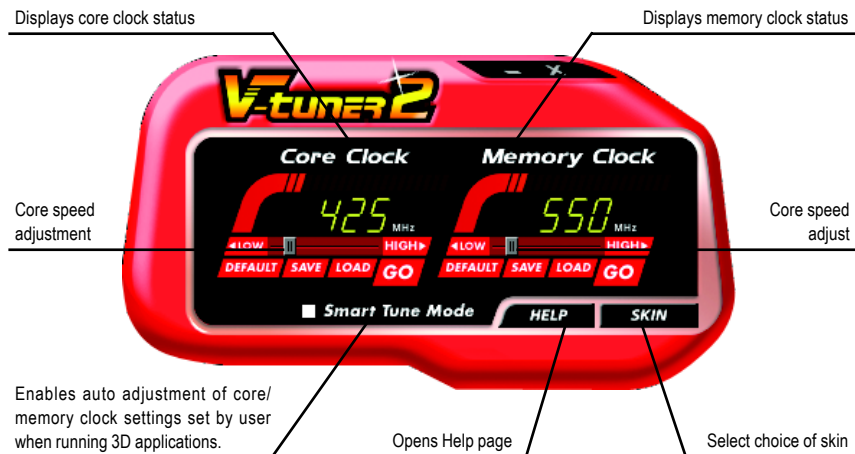 Displays core clock status
Displays memory clock status
V-TUNER 2
Core Clock
Memory Clock
425 MHz
550 MHz
Core speed
adjustment
Core speed
adjust
◄LOW HIGH►
◄LOW HIGH►
DEFAULT SAVE LOAD GO
DEFAULT SAVE LOAD GO
Smart Tune Mode
HELP
SKIN
Enables auto adjustment of core/
memory clock settings set by user
when running 3D applications.
Opens Help page
Select choice of skin